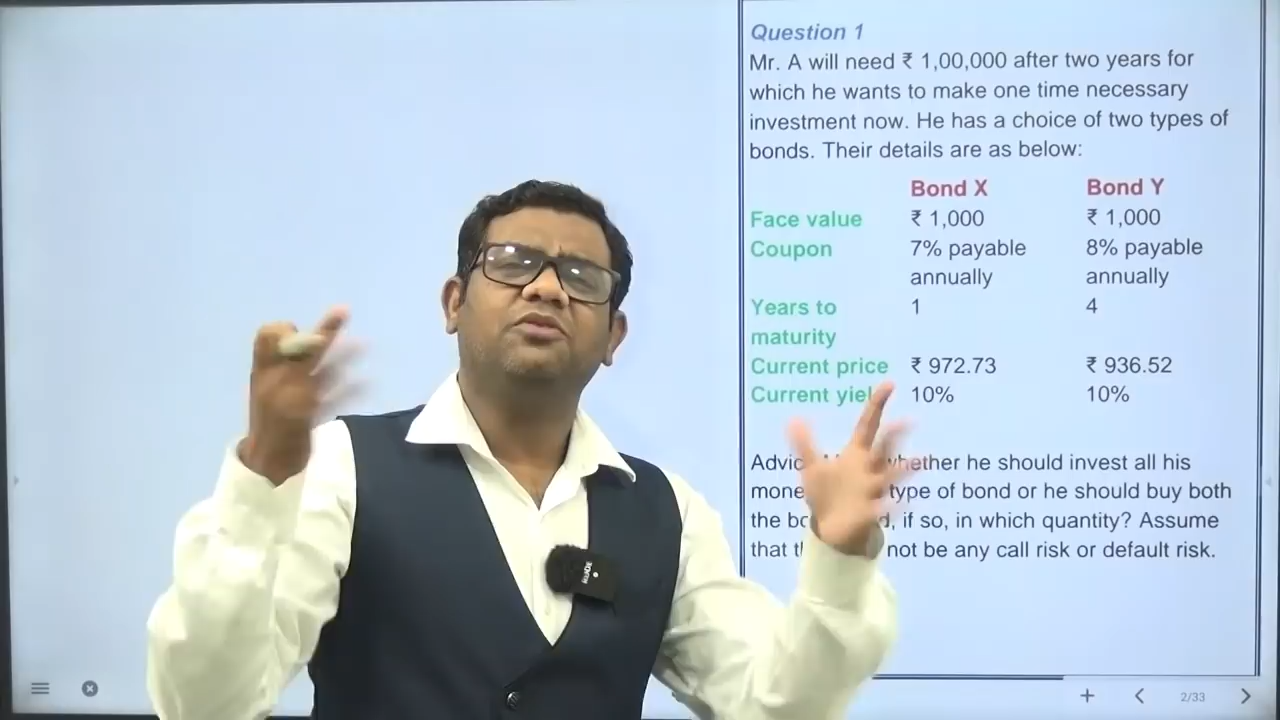 Question 1
Mr. A will need ₹ 1,00,000 after two years for
which he wants to make one time necessary
investment now. He has a choice of two types of
bonds. Their details are as below:
Bond X Bond Y
Face value ₹ 1,000 ₹ 1,000
Coupon 7% payable 8% payable
annually annually
Years to 1 4
maturity
Current price ₹ 972.73 ₹ 936.52
Current 10% 10%
whether he should invest all his
type of bond or he should buy both
the if so, in which quantity? Assume
that not be any call risk or default risk.
2/33